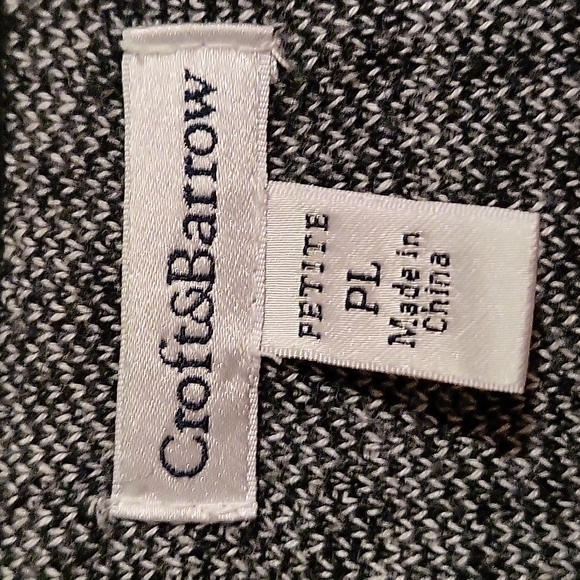 Croft&Barrow
PETITE
PL
Made in
China